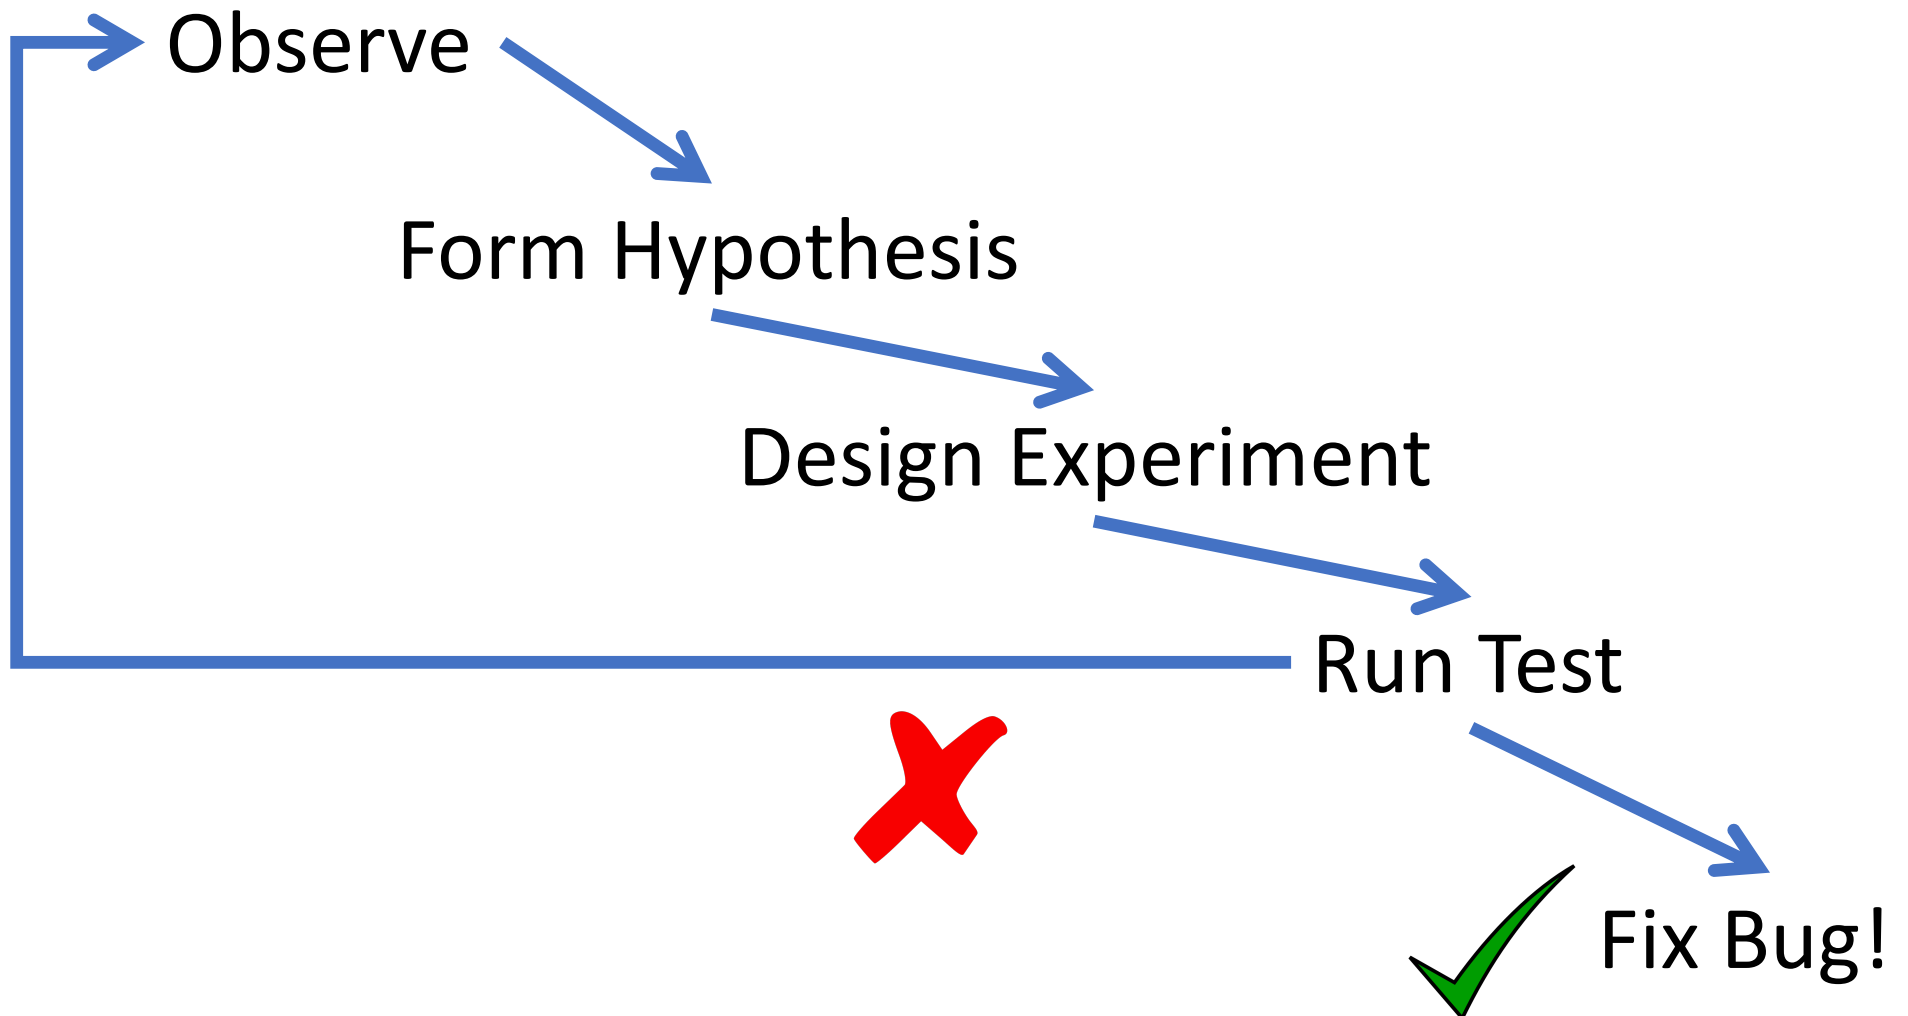 Observe
Form Hypothesis
Design Experiment
Run Test
Fix Bug!